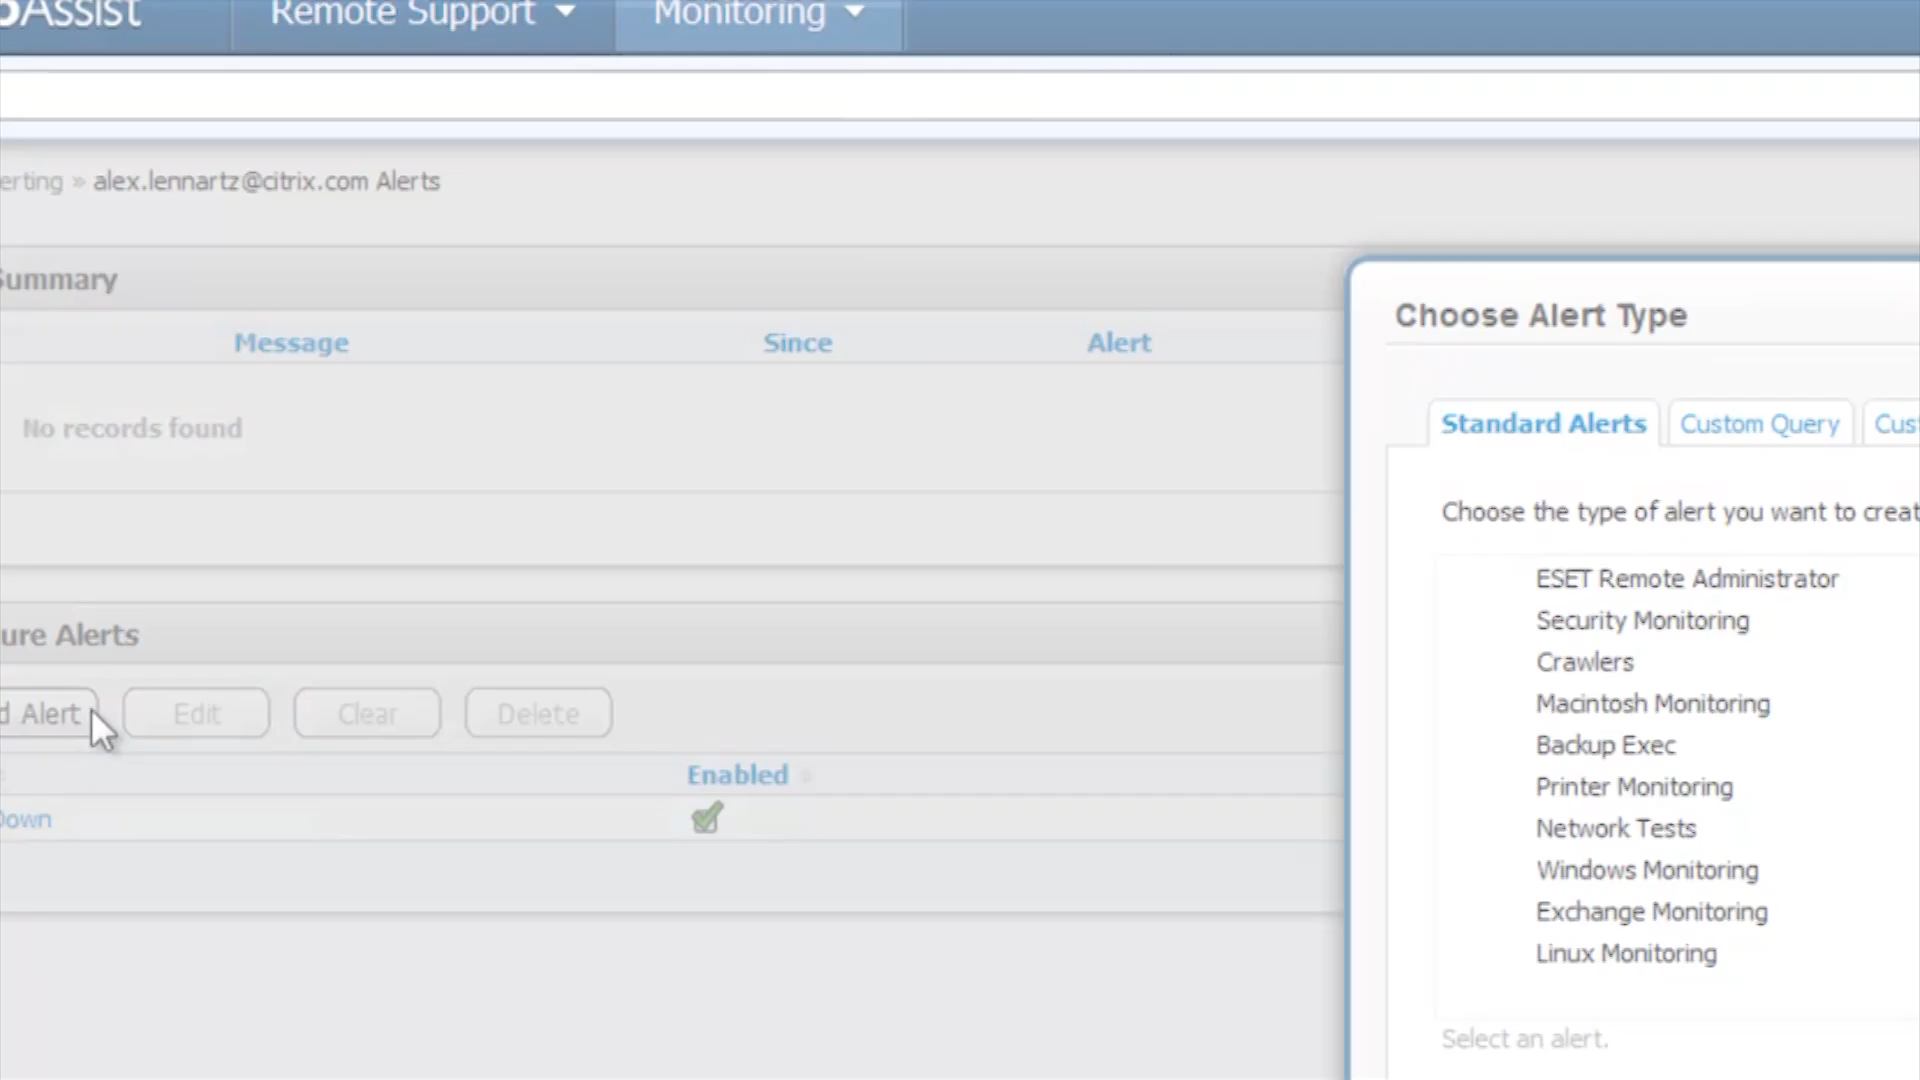 Assist Remote Support Monitoring
erting » alex.lennartz@citrix.com Alerts
Summary
Message Since Alert
No records found
ure Alerts
d Alert Edit Clear Delete
Enabled
Down
Choose Alert Type
Standard Alerts Custom Query Cus
Choose the type of alert you want to creat
ESET Remote Administrator
Security Monitoring
Crawlers
Macintosh Monitoring
Backup Exec
Printer Monitoring
Network Tests
Windows Monitoring
Exchange Monitoring
Linux Monitoring
Select an alert.